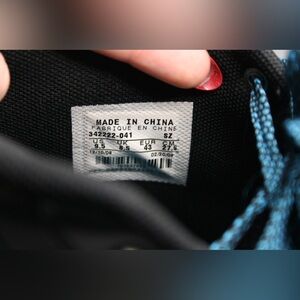 MADE IN CHINA
FABRIQUE EN CHINE
342222-041 SZ
US UK EUR CM
9.5 8.5 43 27.5